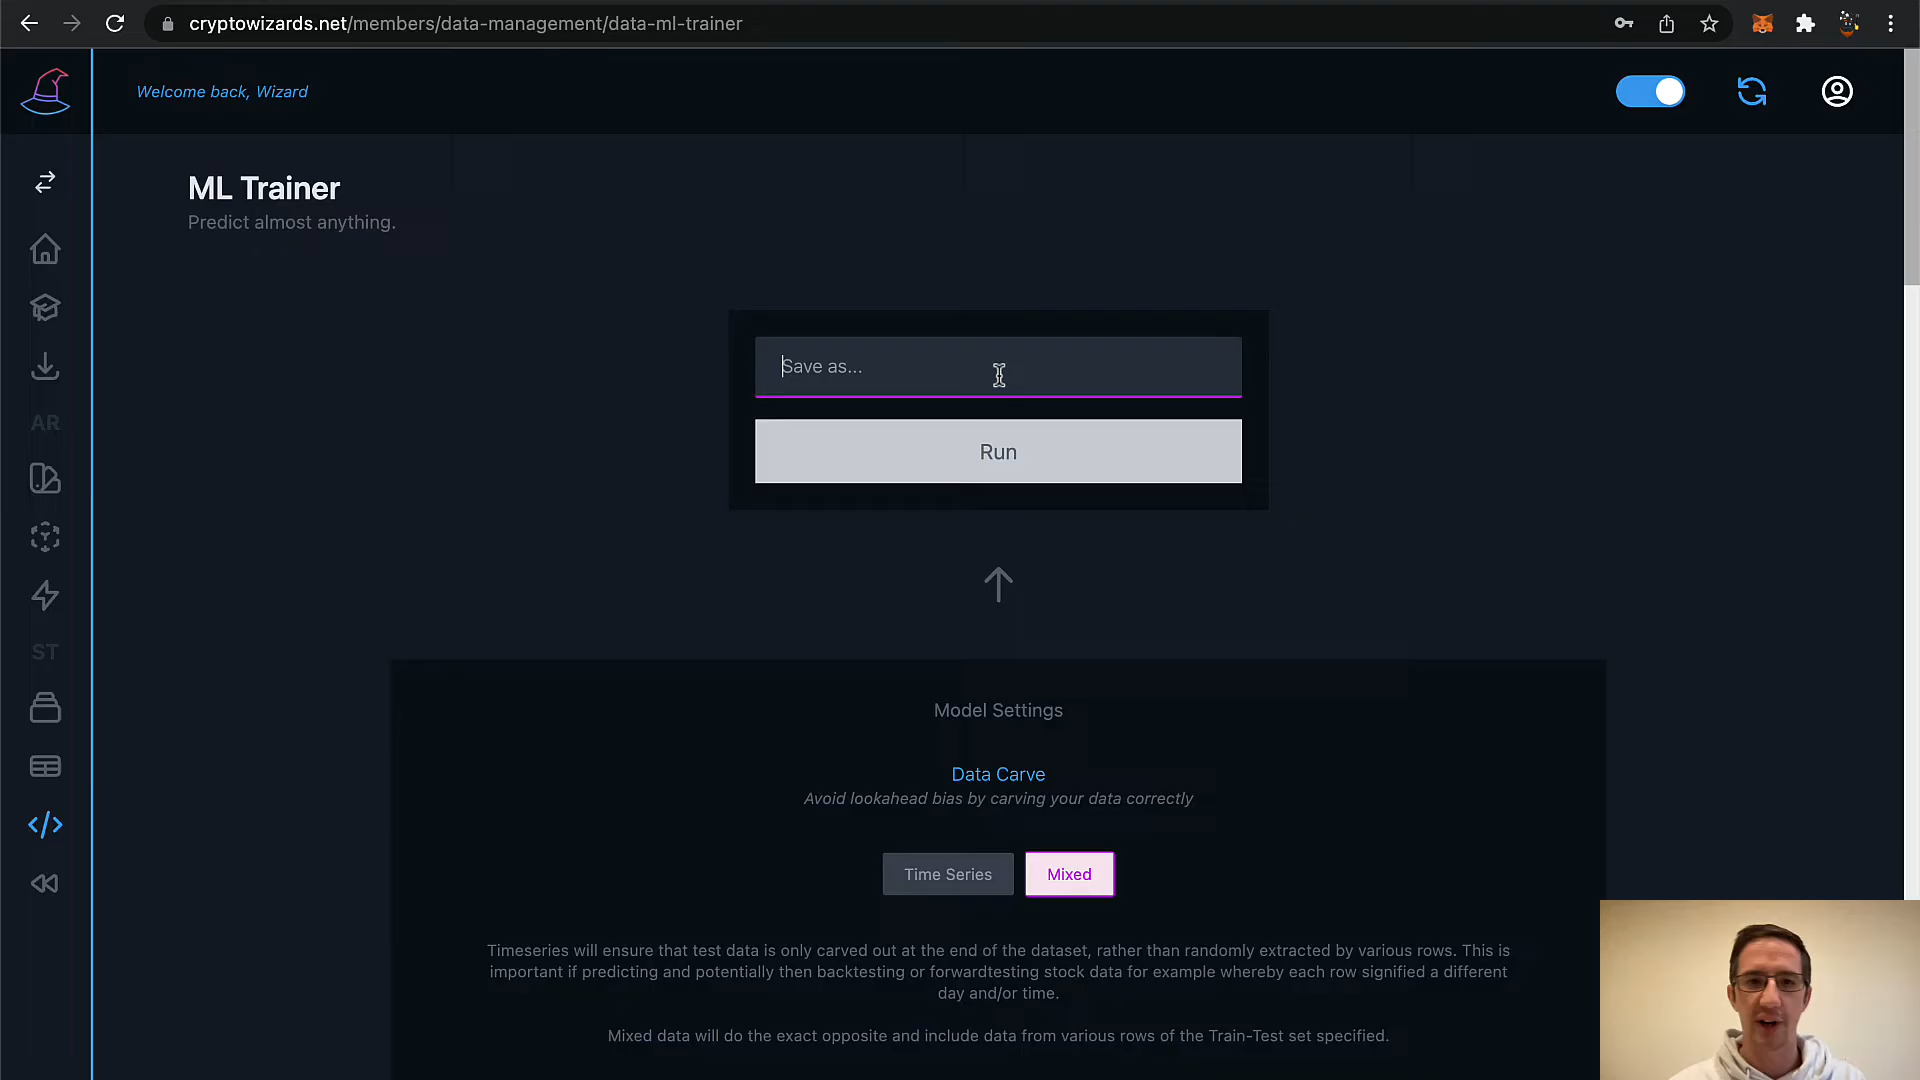 cryptowizards.net/members/data-management/data-ml-trainer
Welcome back, Wizard
ML Trainer
Predict almost anything.
Save as...
Run
AR
ST
Model Settings
Data Carve
Avoid lookahead bias by carving your data correctly
Time Series
Mixed
Timeseries will ensure that test data is only carved out at the end of the dataset, rather than randomly extracted by various rows. This is
important if predicting and potentially then backtesting or forwardtesting stock data for example whereby each row signified a different
day and/or time.
Mixed data will do the exact opposite and include data from various rows of the Train-Test set specified.